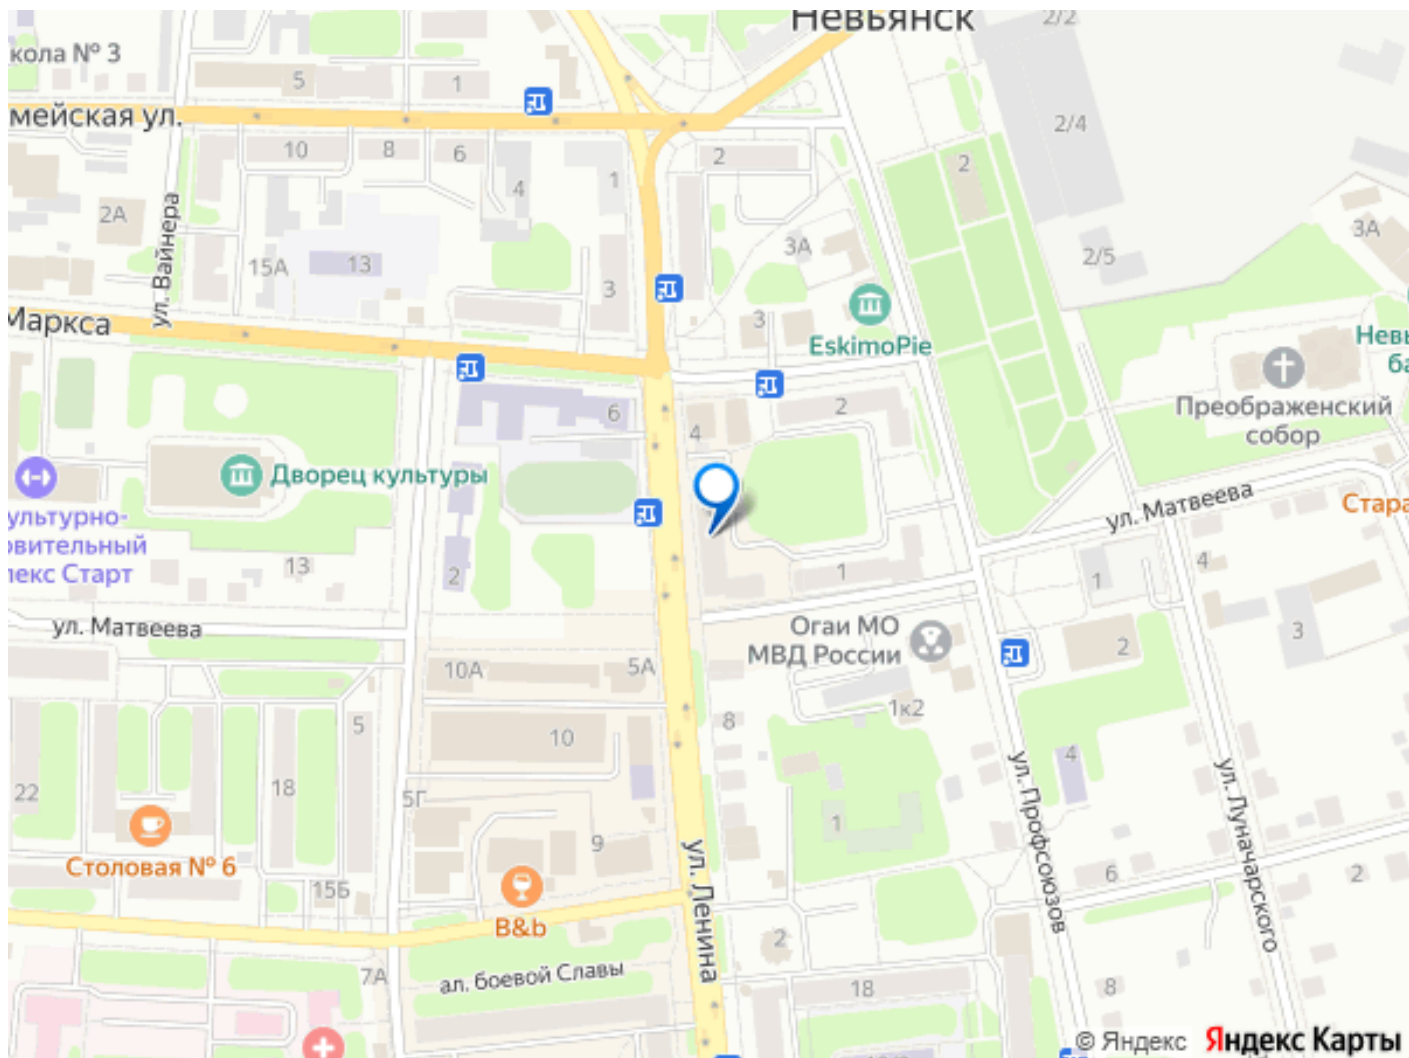 Невьянск
2/2
кола № 3
5
1
мейская ул.
2/4
10
8
6
2
2
4
1
2А
ул. Вайнера
3А
3А
15А
13
2/5
3
3
Маркса
EskimoPie
Невь
ба
Преображенский
собор
6
2
4
Дворец культуры
ул. Матвеева
Стара
ультурно-
овительный
лекс Старт
13
2
1
1
4
ул. Матвеева
Огаи МО
МВД России
3
2
10А
5А
1к2
8
5
10
4
18
22
5Г
ул. Профсоюзов
ул. Луначарского
1
9
ул. Ленина
Столовая № 6
15Б
6
2
B&b
2
7А
ал. боевой Славы
18
8
© Яндекс Яндекс Карты